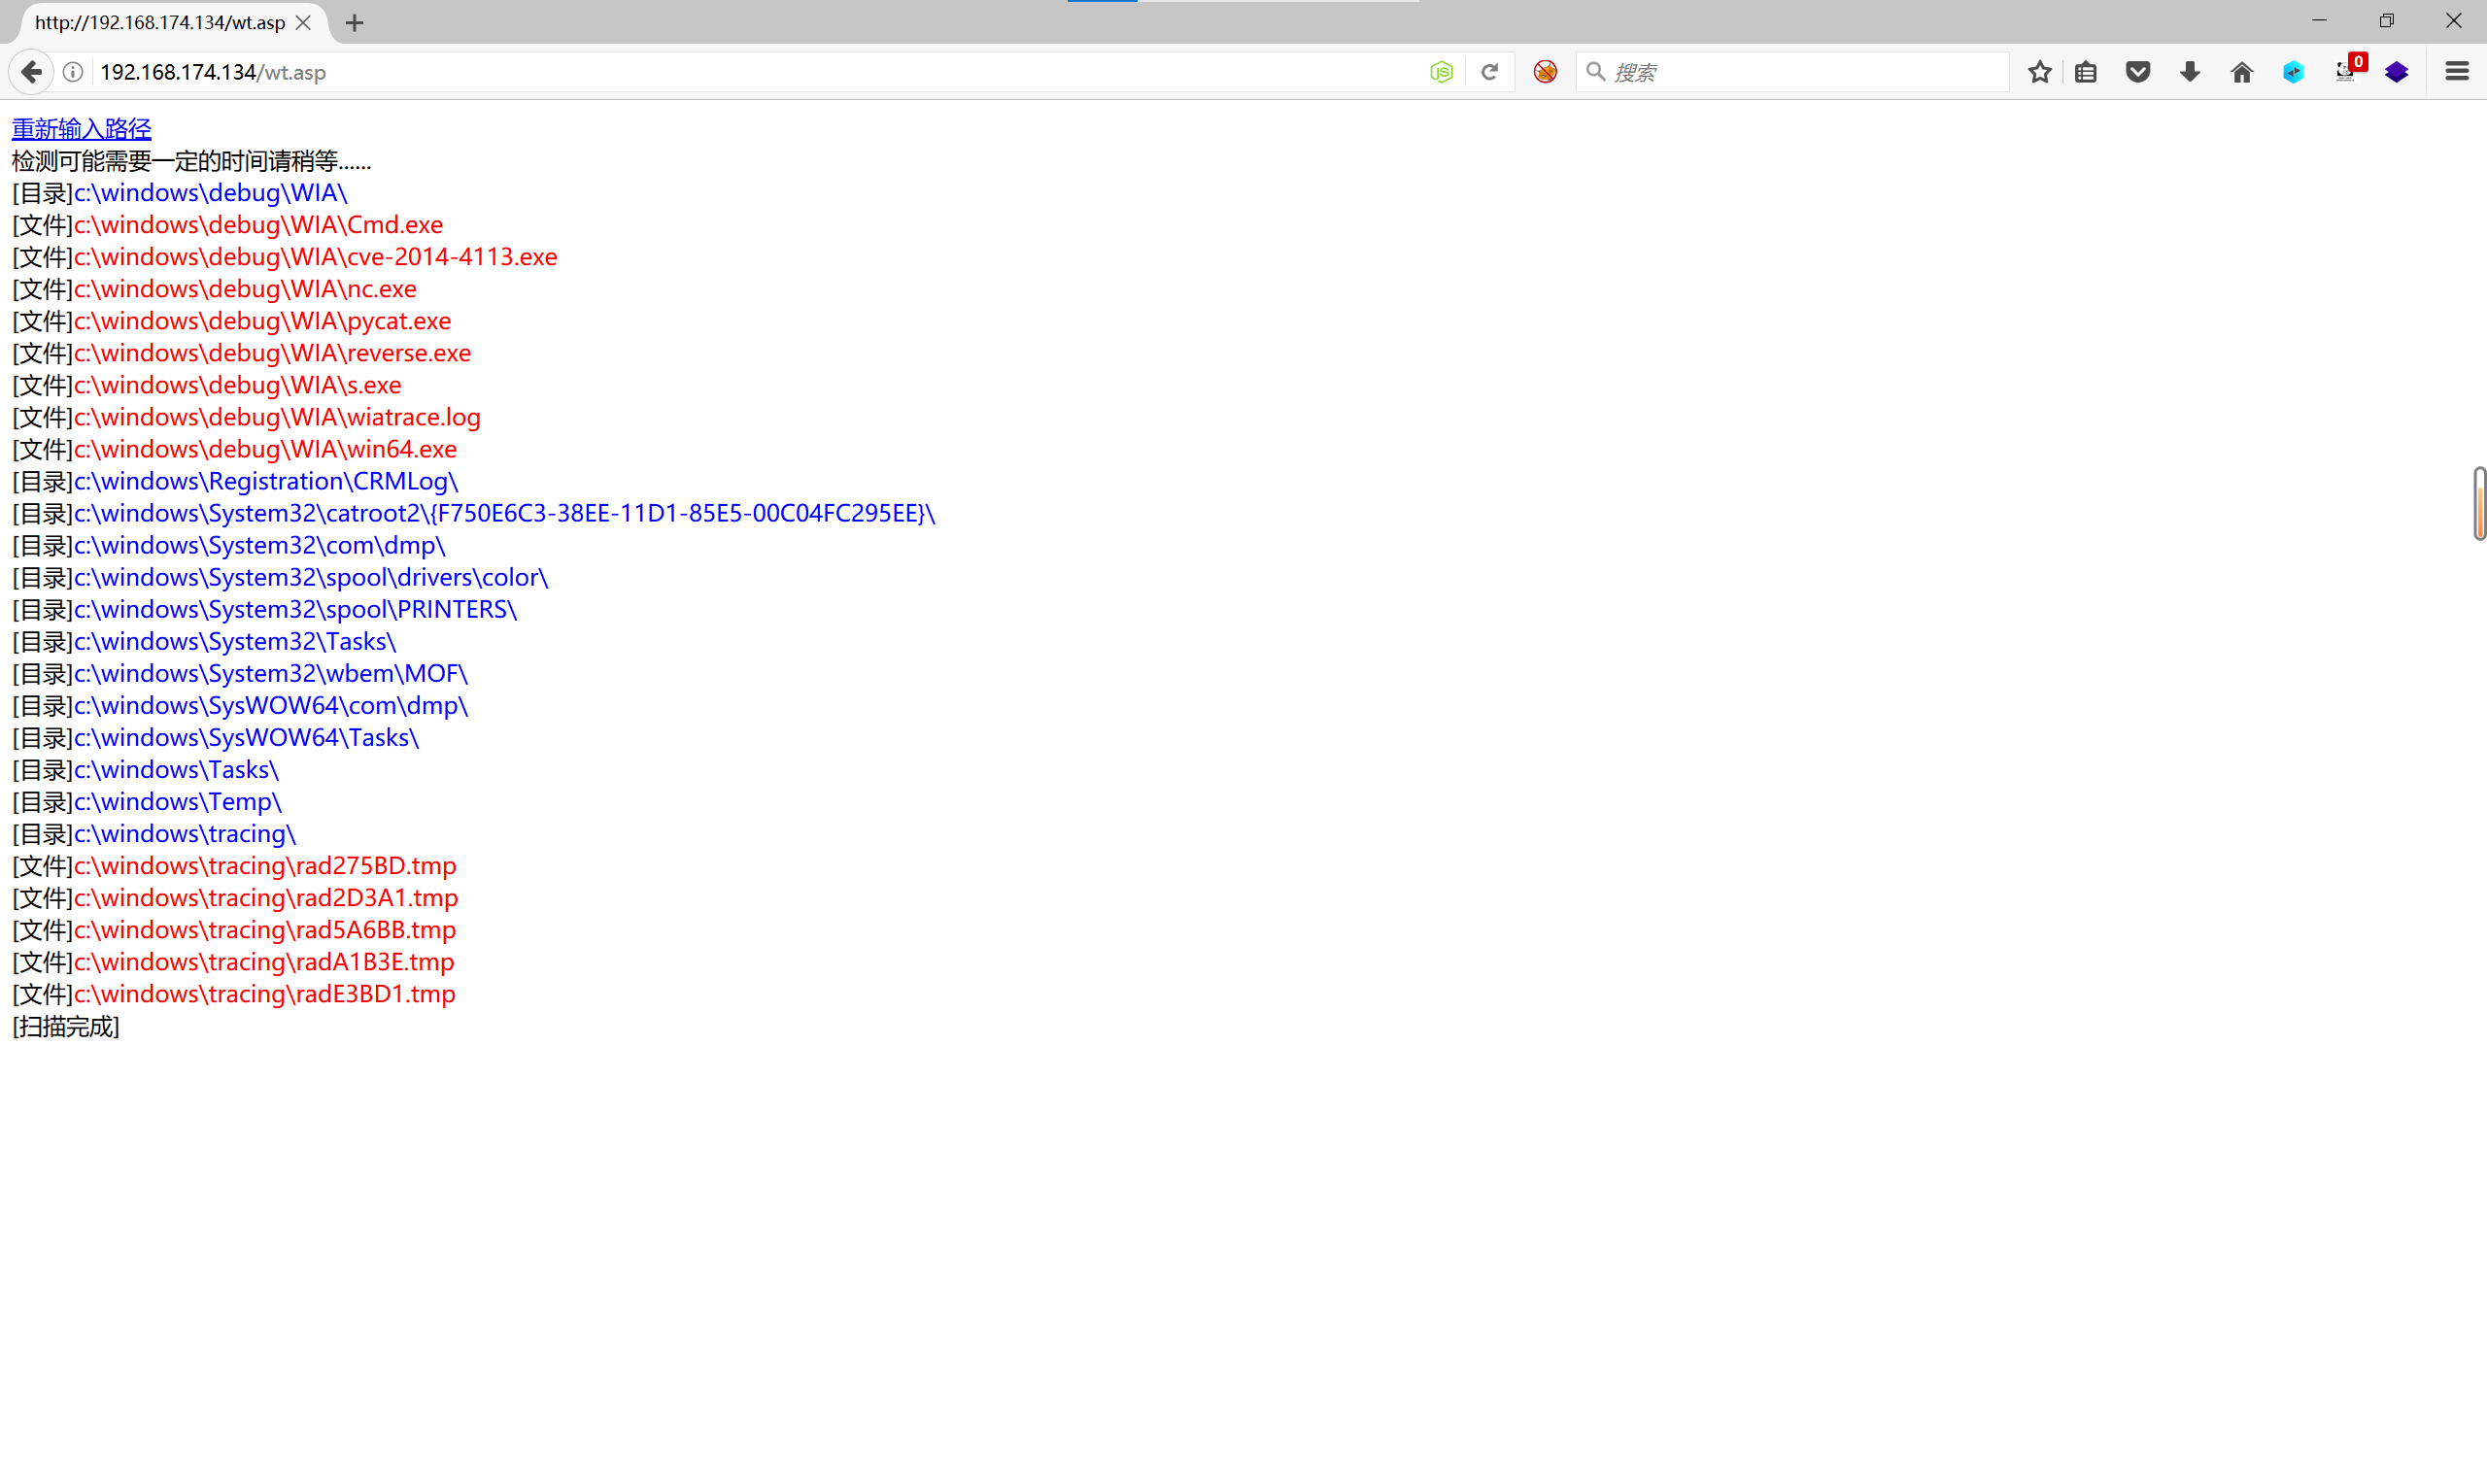 http://192.168.174.134/wt.asp
192.168.174.134/wt.asp
搜索
0
重新输入路径
检测可能需要一定的时间请稍等......
[目录]c:\windows\debug\WIA\
[文件]c:\windows\debug\WIA\Cmd.exe
[文件]c:\windows\debug\WIA\cve-2014-4113.exe
[文件]c:\windows\debug\WIA\nc.exe
[文件]c:\windows\debug\WIA\pycat.exe
[文件]c:\windows\debug\WIA\reverse.exe
[文件]c:\windows\debug\WIA\s.exe
[文件]c:\windows\debug\WIA\wiatrace.log
[文件]c:\windows\debug\WIA\win64.exe
[目录]c:\windows\Registration\CRMLog\
[目录]c:\windows\System32\catroot2\{F750E6C3-38EE-11D1-85E5-00C04FC295EE}\
[目录]c:\windows\System32\com\dmp\
[目录]c:\windows\System32\spool\drivers\color\
[目录]c:\windows\System32\spool\PRINTERS\
[目录]c:\windows\System32\Tasks\
[目录]c:\windows\System32\wbem\MOF\
[目录]c:\windows\SysWOW64\com\dmp\
[目录]c:\windows\SysWOW64\Tasks\
[目录]c:\windows\Tasks\
[目录]c:\windows\Temp\
[目录]c:\windows\tracing\
[文件]c:\windows\tracing\rad275BD.tmp
[文件]c:\windows\tracing\rad2D3A1.tmp
[文件]c:\windows\tracing\rad5A6BB.tmp
[文件]c:\windows\tracing\radA1B3E.tmp
[文件]c:\windows\tracing\radE3BD1.tmp
[扫描完成]